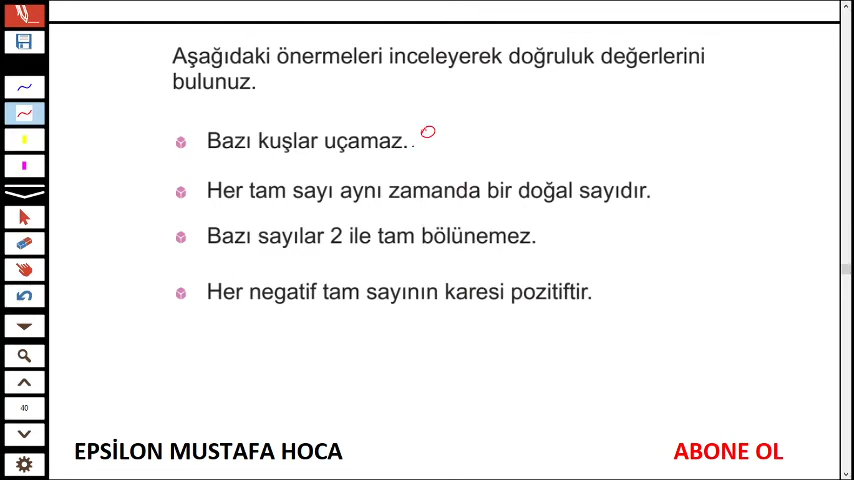 Aşağıdaki önermeleri inceleyerek doğruluk değerlerini
bulunuz.
Bazı kuşlar uçamaz.
Her tam sayı aynı zamanda bir doğal sayıdır.
Bazı sayılar 2 ile tam bölünemez.
Her negatif tam sayının karesi pozitiftir.
40
EPSİLON MUSTAFA HOCA
ABONE OL